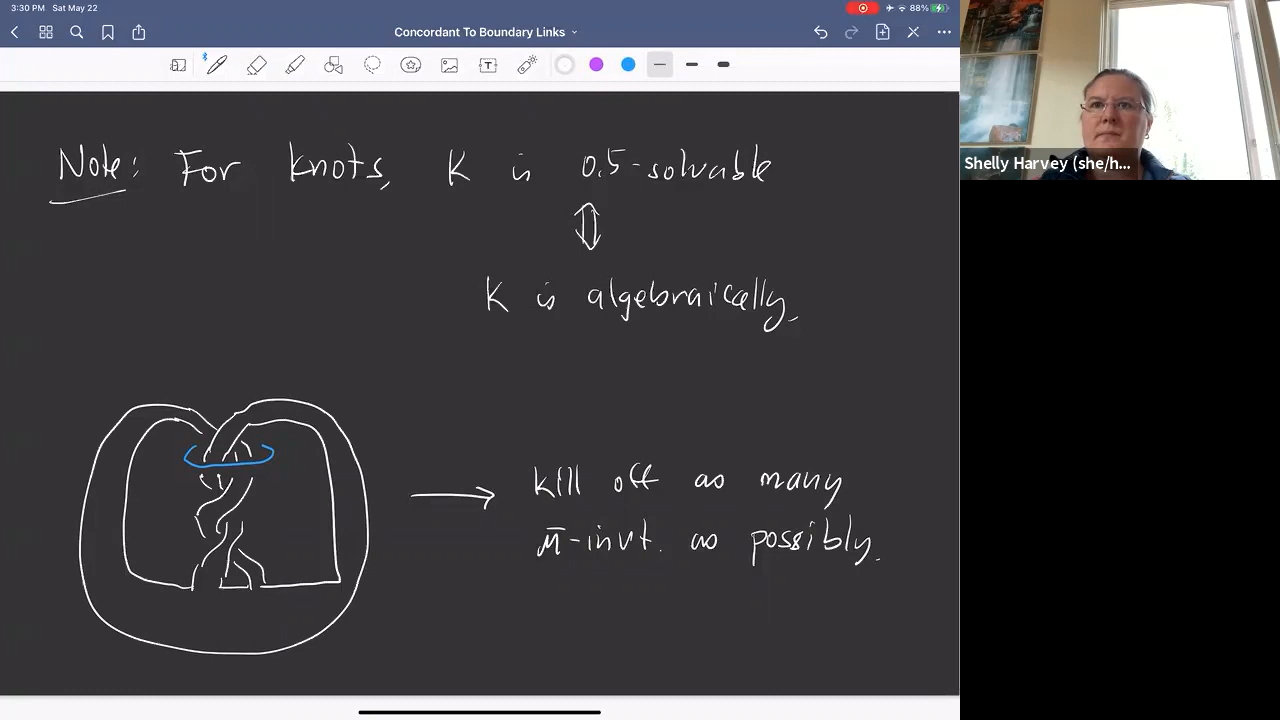 3:30 PM Sat May 22
88%
Concordant To Boundary Links
Note: For knots, K is 0.5-solvable
K is algebraically.
kill off as many
μ̄-invt. as possibly.
Shelly Harvey (she/h...